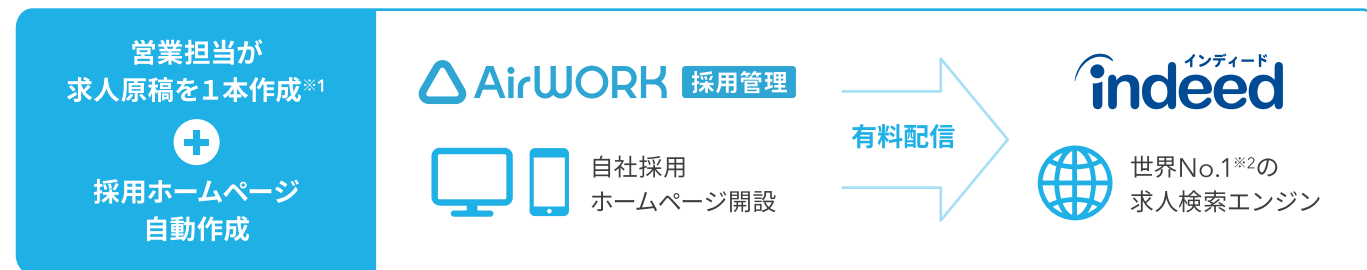 営業担当が
求人原稿を１本作成※1
+
採用ホームページ
自動作成
AirWORK 採用管理
自社採用
ホームページ開設
有料配信
インディード
indeed
世界No.1※2の
求人検索エンジン